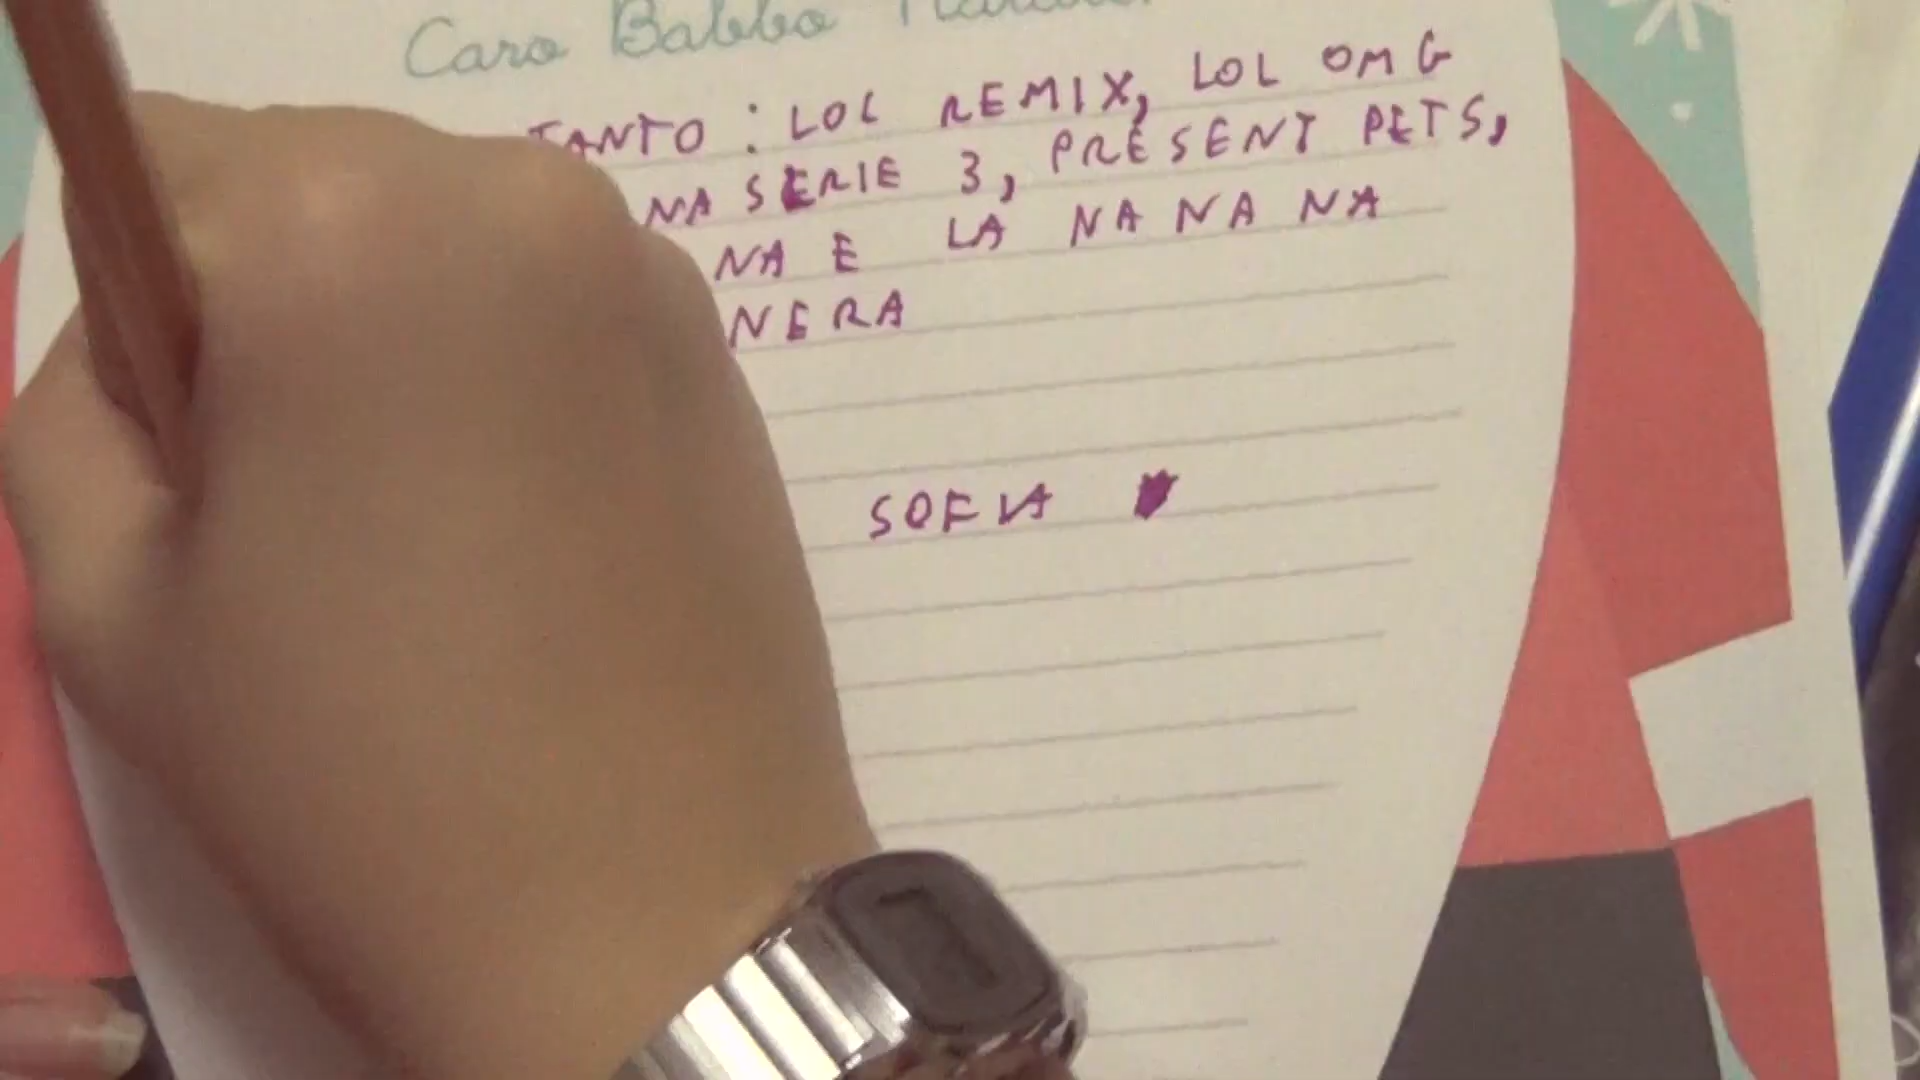 Caro Babbo
TANTO : LOL REMIX, LOL OMG
NA SERIE 3, PRESENT PETS,
NA E LA NA NA NA
NERA
SOFIA